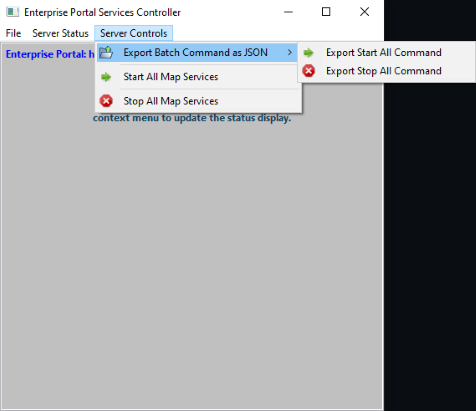 Enterprise Portal Services Controller
File Server Status Server Controls
Enterprise Portal:
Export Batch Command as JSON
Export Start All Command
Export Stop All Command
Start All Map Services
Stop All Map Services
context menu to update the status display.